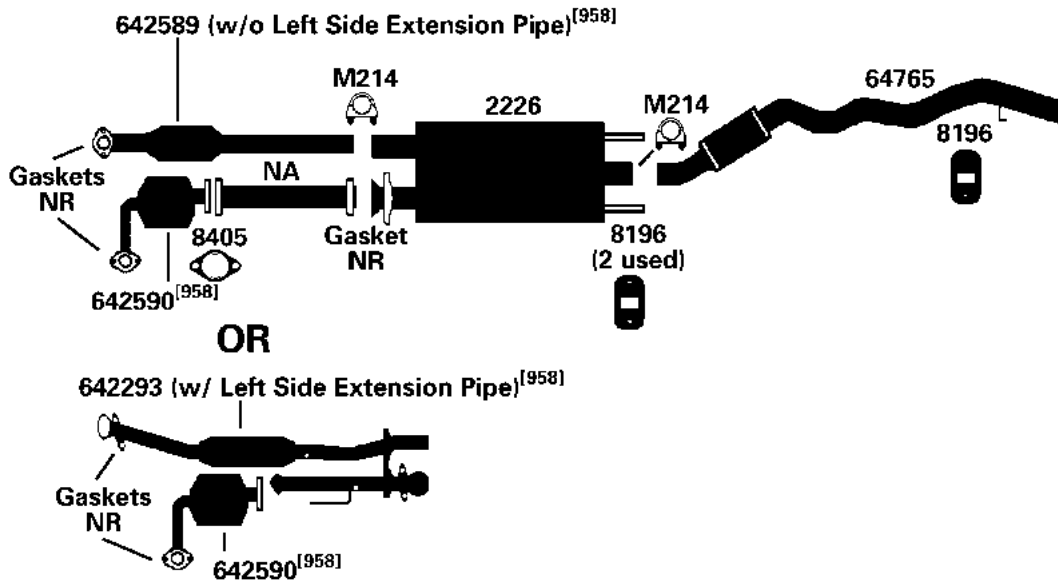 642589 (w/o Left Side Extension Pipe)[958]
M214
2226
M214
64765
8196
Gaskets
NR
NA
8405
Gasket
NR
8196
(2 used)
642590[958]
OR
642293 (w/ Left Side Extension Pipe)[958]
Gaskets
NR
642590[958]